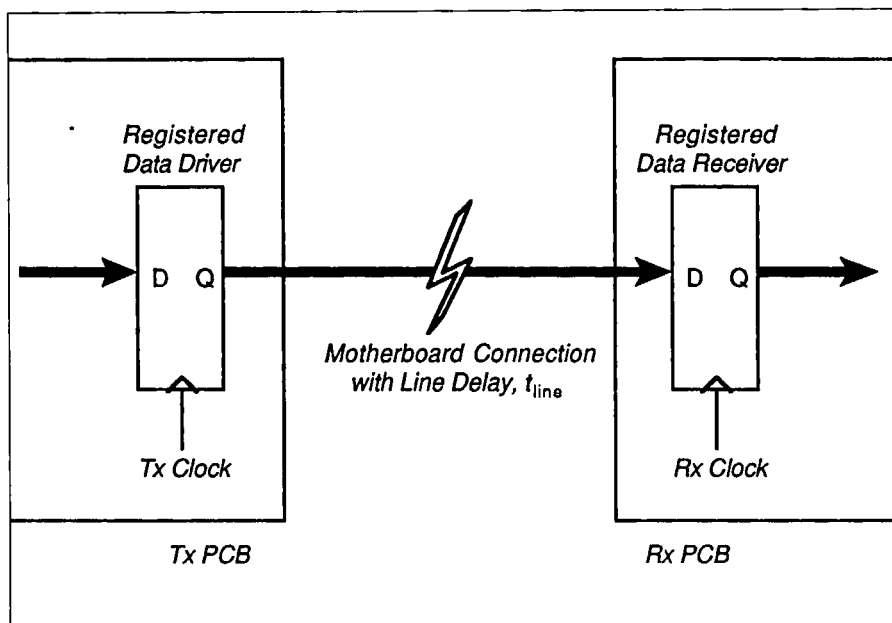 Registered
Data Driver
Registered
Data Receiver
D Q
D Q
Motherboard Connection
with Line Delay, t_line
Tx Clock
Rx Clock
Tx PCB
Rx PCB